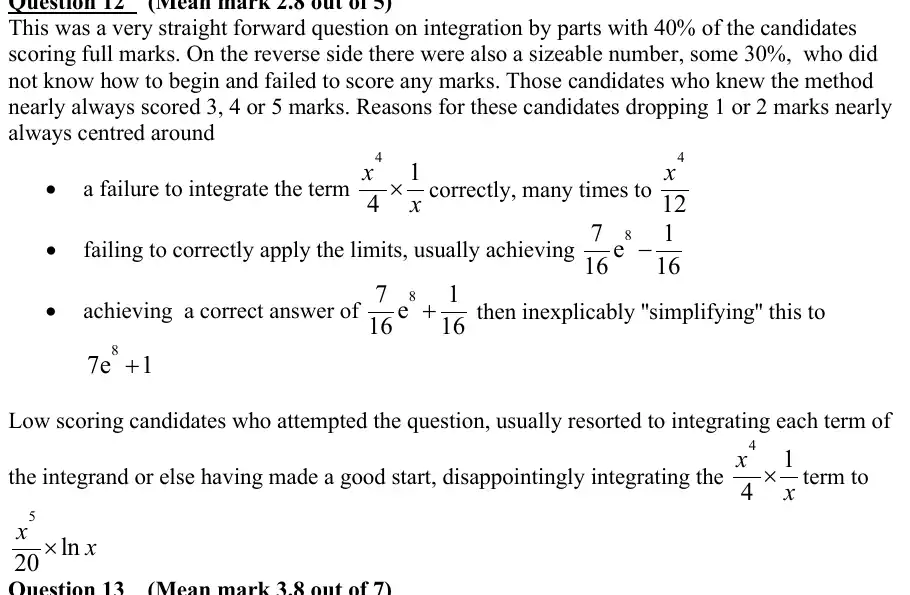 Question 12 (Mean mark 2.8 out of 5)
This was a very straight forward question on integration by parts with 40% of the candidates
scoring full marks. On the reverse side there were also a sizeable number, some 30%, who did
not know how to begin and failed to score any marks. Those candidates who knew the method
nearly always scored 3, 4 or 5 marks. Reasons for these candidates dropping 1 or 2 marks nearly
always centred around
• a failure to integrate the term x⁴/4 × 1/x correctly, many times to x⁴/12
• failing to correctly apply the limits, usually achieving 7/16 e⁸ − 1/16
• achieving a correct answer of 7/16 e⁸ + 1/16 then inexplicably "simplifying" this to
7e⁸ + 1
Low scoring candidates who attempted the question, usually resorted to integrating each term of
the integrand or else having made a good start, disappointingly integrating the x⁴/4 × 1/x term to
x⁵/20 × ln x
Question 13 (Mean mark 3.8 out of 7)